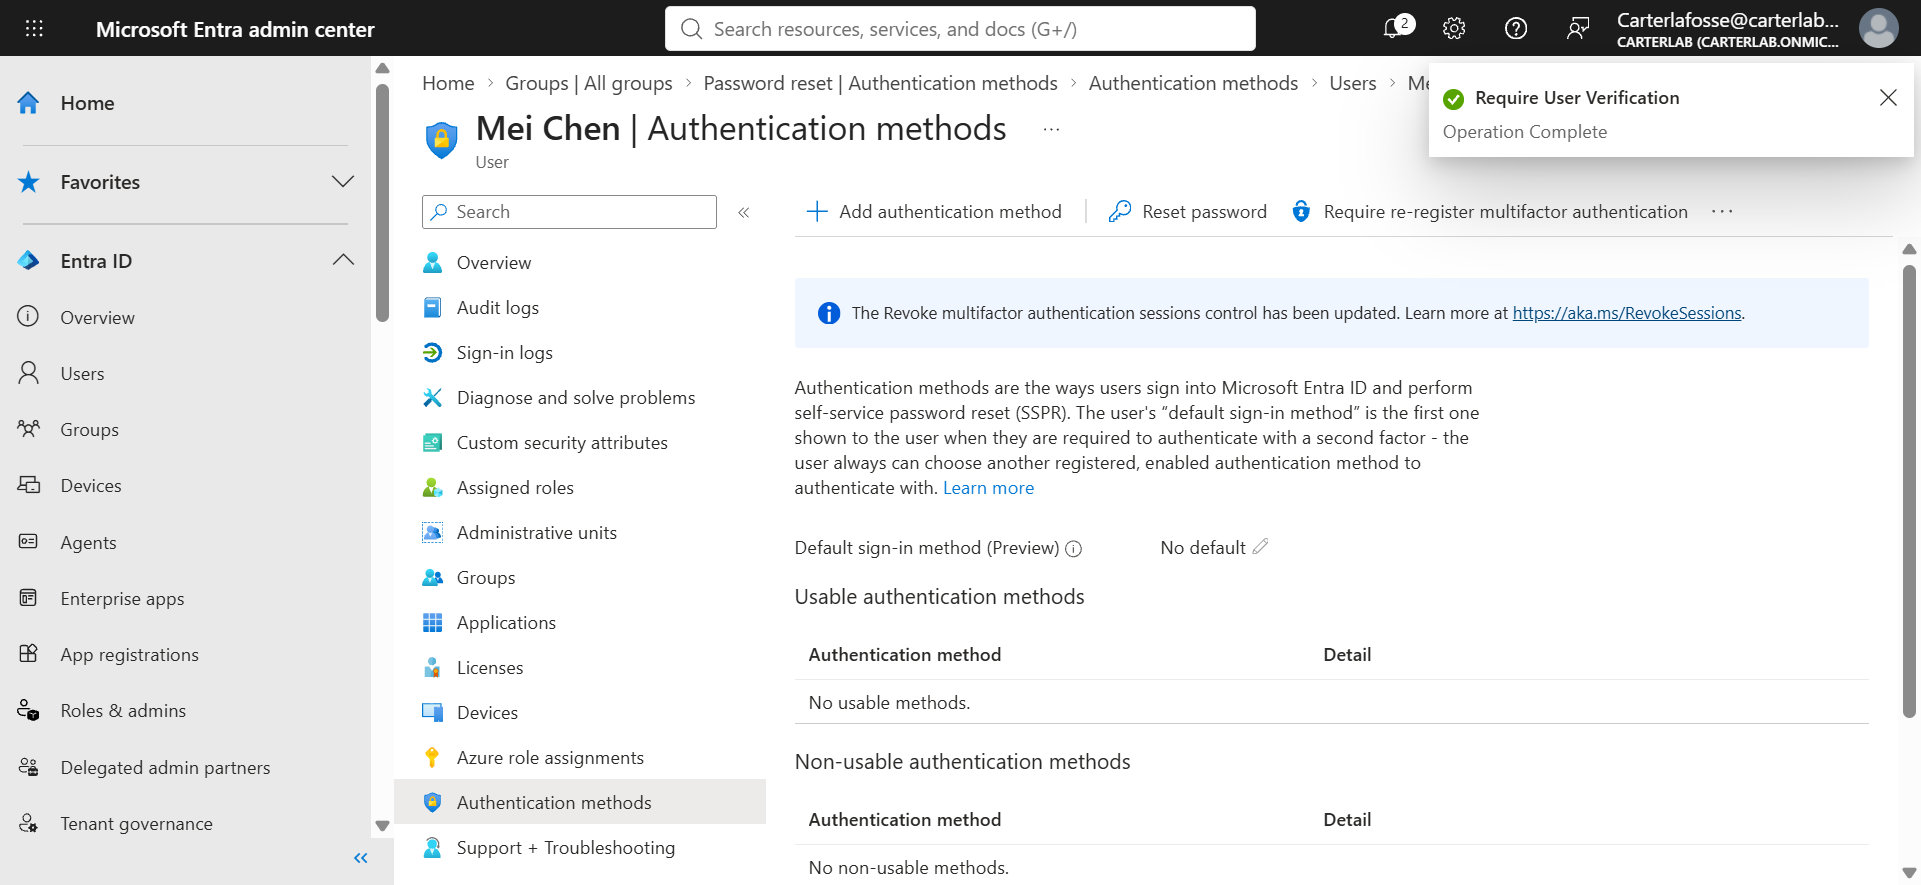 Microsoft Entra admin center
Search resources, services, and docs (G+/)
2
Carterlafosse@carterlab...
CARTERLAB (CARTERLAB.ONMIC...
Home
Favorites
Entra ID
Overview
Users
Groups
Devices
Agents
Enterprise apps
App registrations
Roles & admins
Delegated admin partners
Tenant governance
Home > Groups | All groups > Password reset | Authentication methods > Authentication methods > Users > Me
Mei Chen | Authentication methods ...
User
Require User Verification
Operation Complete
Search
Overview
Audit logs
Sign-in logs
Diagnose and solve problems
Custom security attributes
Assigned roles
Administrative units
Groups
Applications
Licenses
Devices
Azure role assignments
Authentication methods
Support + Troubleshooting
Add authentication method
Reset password
Require re-register multifactor authentication
...
The Revoke multifactor authentication sessions control has been updated. Learn more at https://aka.ms/RevokeSessions.
Authentication methods are the ways users sign into Microsoft Entra ID and perform
self-service password reset (SSPR). The user's “default sign-in method” is the first one
shown to the user when they are required to authenticate with a second factor - the
user always can choose another registered, enabled authentication method to
authenticate with. Learn more
Default sign-in method (Preview) No default
Usable authentication methods
Authentication method Detail
No usable methods.
Non-usable authentication methods
Authentication method Detail
No non-usable methods.